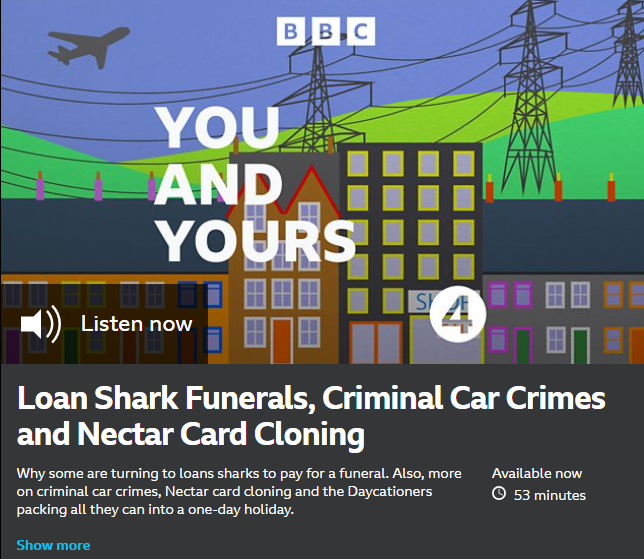 BBC
YOU
AND
YOURS
SHOP
4
Listen now
Loan Shark Funerals, Criminal Car Crimes
and Nectar Card Cloning
Why some are turning to loans sharks to pay for a funeral. Also, more
on criminal car crimes, Nectar card cloning and the Daycationers
packing all they can into a one-day holiday.
Available now
53 minutes
Show more